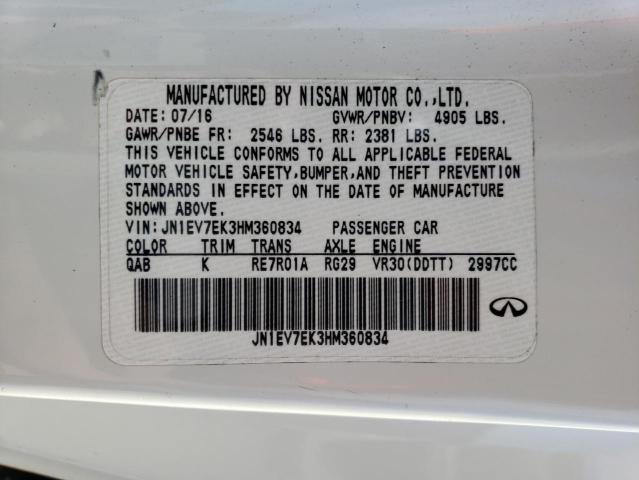 MANUFACTURED BY NISSAN MOTOR CO.,LTD.
DATE: 07/16 GVWR/PNBV: 4905 LBS.
GAWR/PNBE FR: 2546 LBS. RR: 2381 LBS.
THIS VEHICLE CONFORMS TO ALL APPLICABLE FEDERAL
MOTOR VEHICLE SAFETY,BUMPER,AND THEFT PREVENTION
STANDARDS IN EFFECT ON THE DATE OF MANUFACTURE
SHOWN ABOVE.
VIN:JN1EV7EK3HM360834 PASSENGER CAR
COLOR TRIM TRANS AXLE ENGINE
QAB K RE7R01A RG29 VR30(DDTT) 2997CC
JN1EV7EK3HM360834